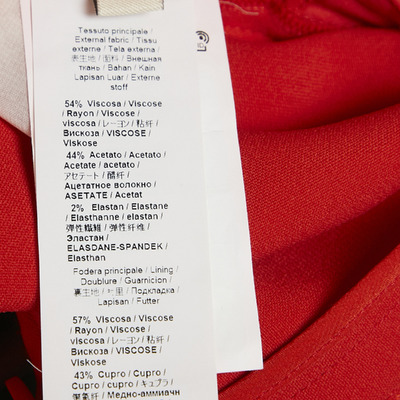 Tessuto principale /
External fabric / Tissu
externe / Tela externa /
表生地 / 面料 / Внешная
ткань / Bahan / Kain
Lapisan Luar / Externe
stoff
54% Viscosa / Viscose
/ Rayon / Viscose /
viscosa / レーヨン / 粘纤 /
Вискоза / VISCOSE /
Viskose
44% Acetato / Acetato /
Acetate / acetato /
アセテート / 醋纤 /
Ацетатное волокно /
ASETATE / Acetat
2% Elastan / Elastane
/ Elasthanne / elastan /
弹性纖維 / 弹性纤维 /
Эластан /
ELASDANE-SPANDEK /
Elasthan
Fodera principale / Lining /
Doublure / Guarnicion /
裏生地 / 里 / Подкладка /
Lapisan / Futter
57% Viscosa / Viscose
/ Rayon / Viscose /
viscosa / レーヨン / 粘纤 /
Вискоза / VISCOSE /
Viskose
43% Cupro / Cupro /
Cupro / cupro / キュプラ /
铜氨纤 / Медно-аммиачн